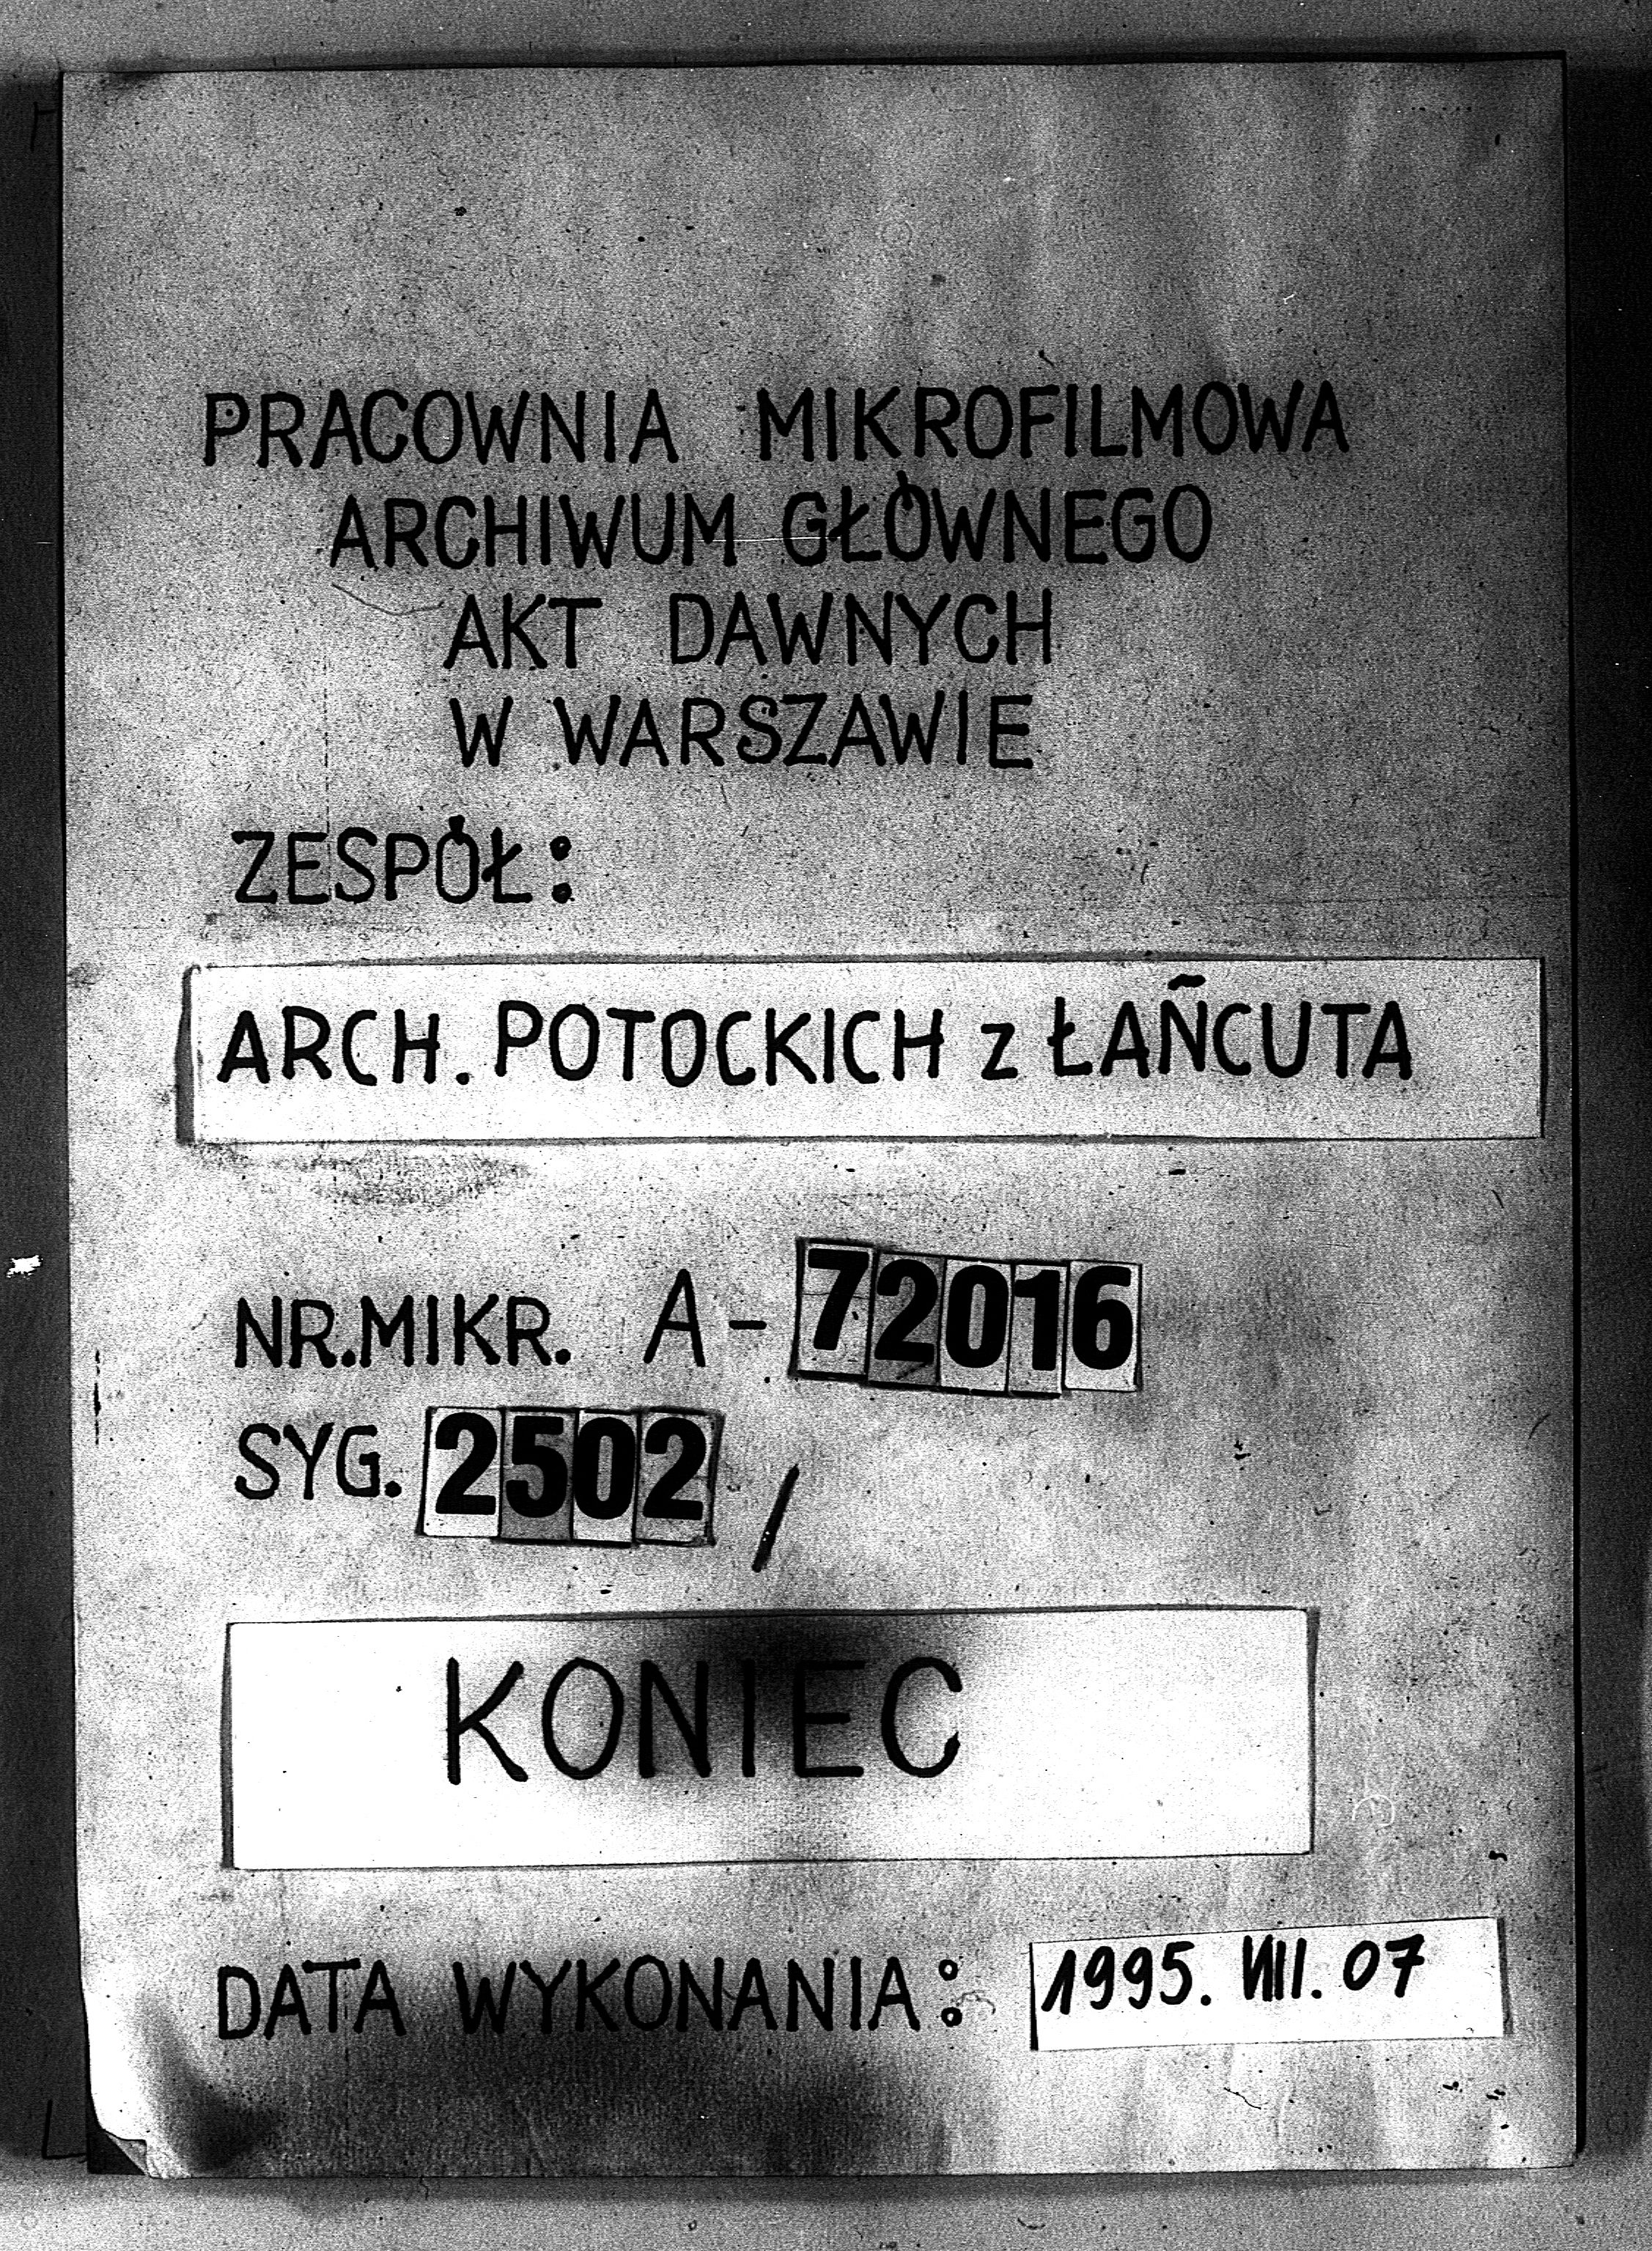 PRACOWNIA MIKROFILMOWA
ARCHIWUM GŁÓWNEGO
AKT DAWNYCH
W WARSZAWIE
ZESPÓŁ:
ARCH. POTOCKICH z ŁAŃCUTA
NR.MIKR. A-72016
SYG. 2502 /
KONIEC
DATA WYKONANIA: 1995. VIII. 07